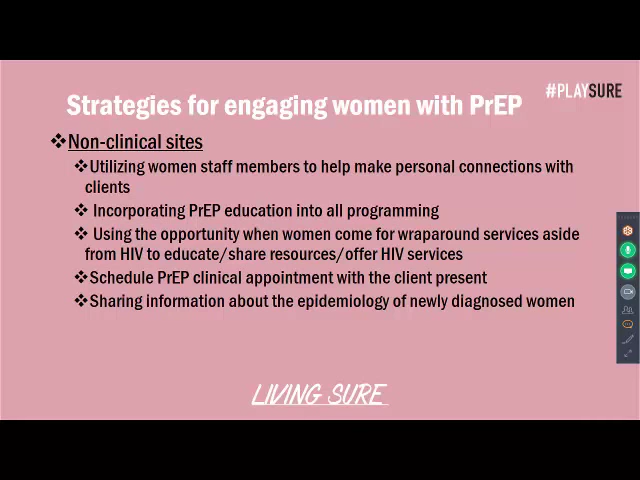 #PLAYSURE
Strategies for engaging women with PrEP
❖Non-clinical sites
❖Utilizing women staff members to help make personal connections with
clients
❖ Incorporating PrEP education into all programming
❖Using the opportunity when women come for wraparound services aside
from HIV to educate/share resources/offer HIV services
❖Schedule PrEP clinical appointment with the client present
❖Sharing information about the epidemiology of newly diagnosed women
LIVING SURE